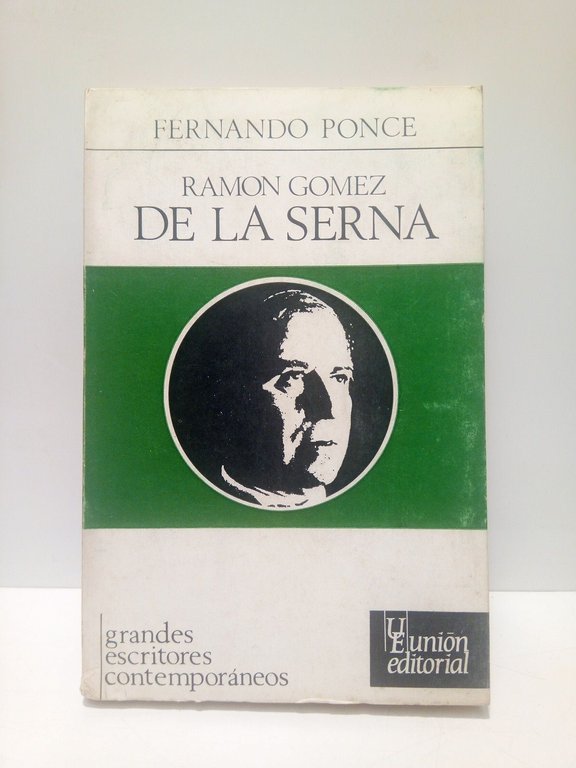 FERNANDO PONCE
RAMON GOMEZ
DE LA SERNA
grandes
escritores
contemporáneos
UE unión
editorial